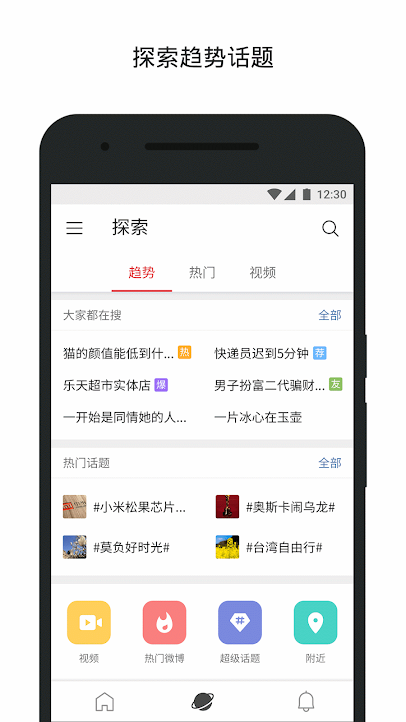 探索趋势话题
12:30
探索
趋势 热门 视频
大家都在搜 全部
猫的颜值能低到什... 热 快递员迟到5分钟 荐
乐天超市实体店 爆 男子扮富二代骗财... 友
一开始是同情她的人... 一片冰心在玉壶
热门话题 全部
#小米松果芯片... #奥斯卡闹乌龙#
#莫负好时光# #台湾自由行#
#
视频 热门微博 超级话题 附近